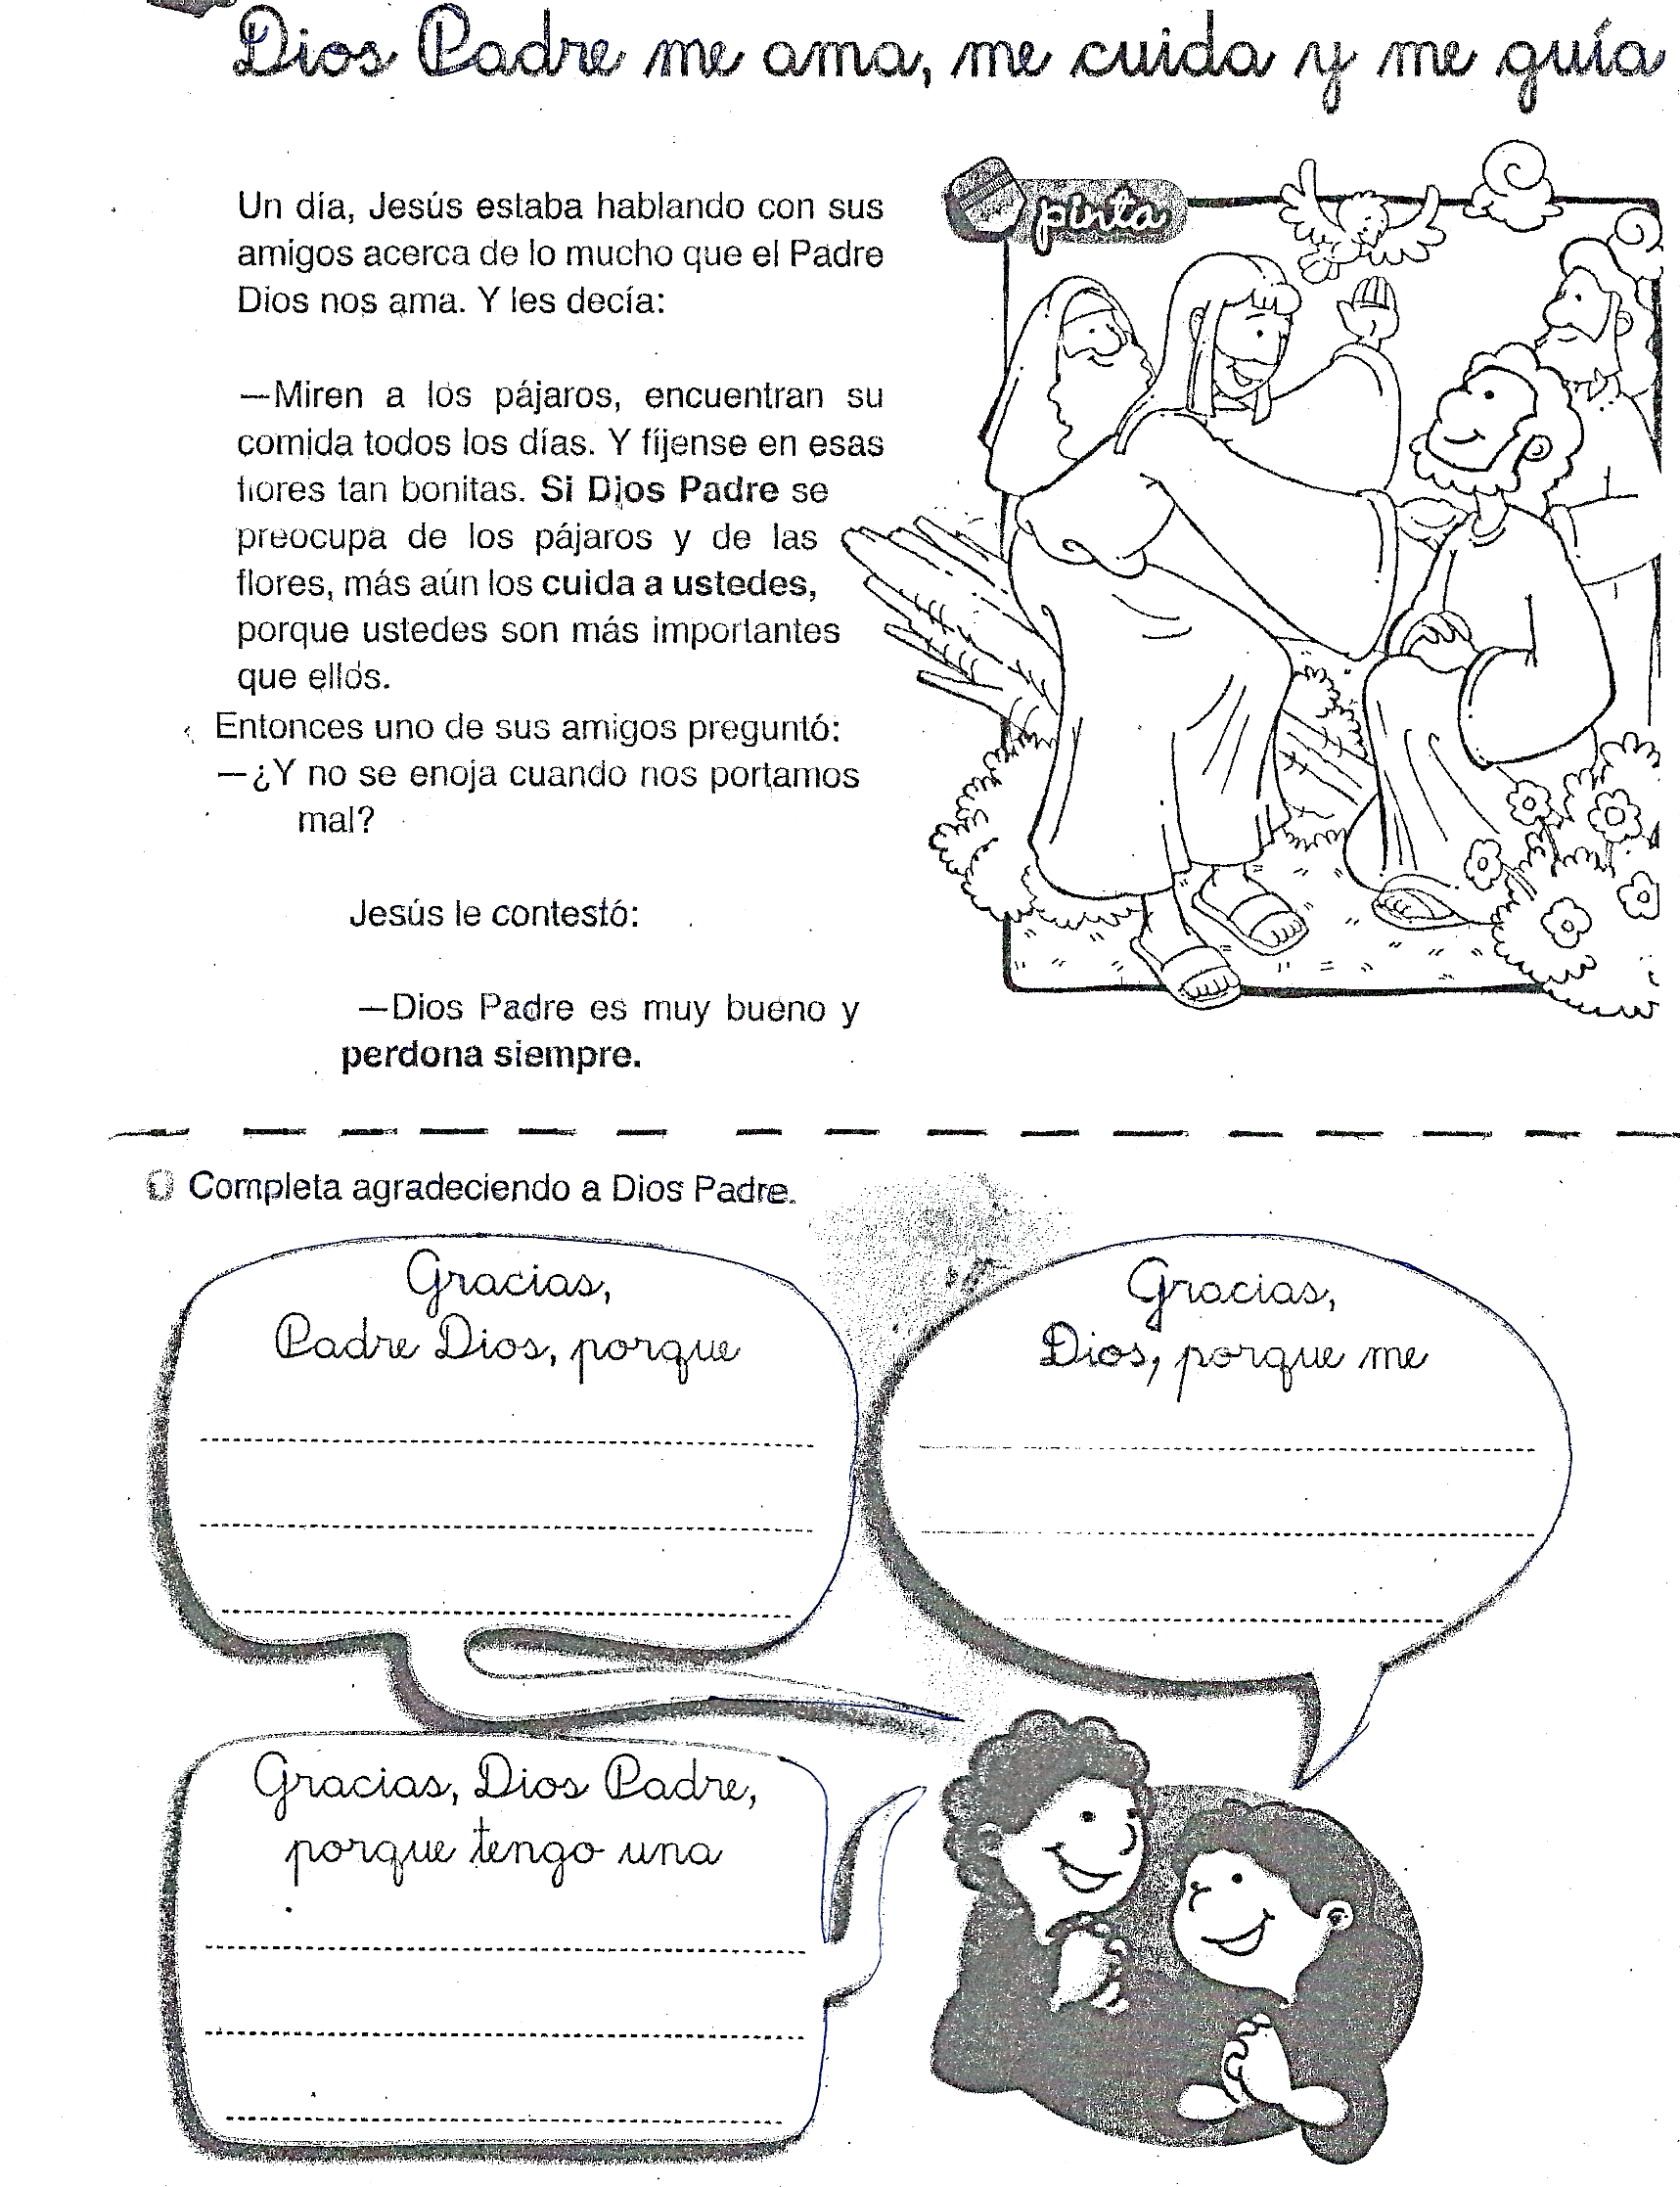 Dios Padre me ama, me cuida y me guía
Un día, Jesús estaba hablando con sus
amigos acerca de lo mucho que el Padre
Dios nos ama. Y les decía:
—Miren a los pájaros, encuentran su
comida todos los días. Y fíjense en esas
flores tan bonitas. Si Dios Padre se
preocupa de los pájaros y de las
flores, más aún los cuida a ustedes,
porque ustedes son más importantes
que ellos.
Entonces uno de sus amigos preguntó:
—¿Y no se enoja cuando nos portamos
mal?
Jesús le contestó:
—Dios Padre es muy bueno y
perdona siempre.
pinta
Completa agradeciendo a Dios Padre.
Gracias,
Padre Dios, porque
Gracias,
Dios, porque me
Gracias, Dios Padre,
porque tengo una